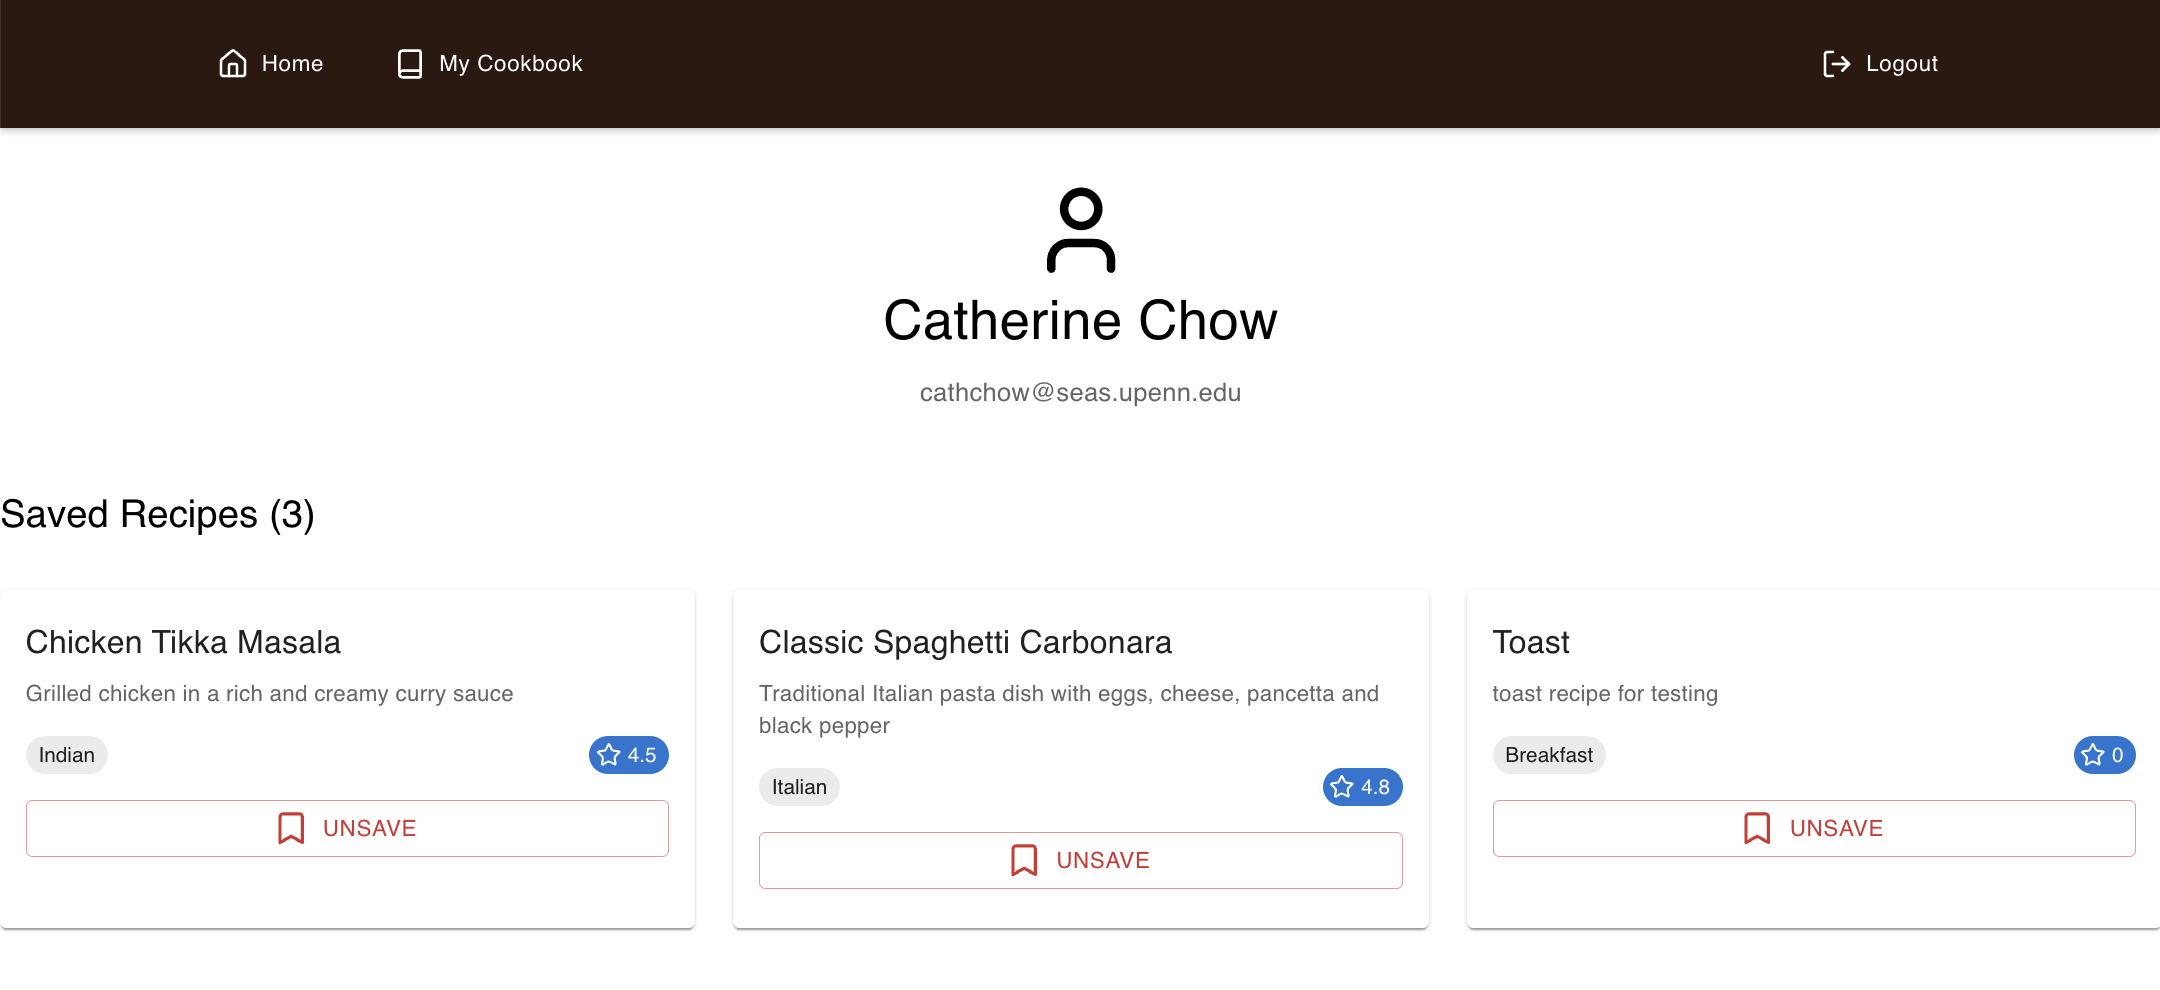 Home
My Cookbook
Logout
Catherine Chow
cathchow@seas.upenn.edu
Saved Recipes (3)
Chicken Tikka Masala
Grilled chicken in a rich and creamy curry sauce
Indian
4.5
UNSAVE
Classic Spaghetti Carbonara
Traditional Italian pasta dish with eggs, cheese, pancetta and
black pepper
Italian
4.8
UNSAVE
Toast
toast recipe for testing
Breakfast
0
UNSAVE